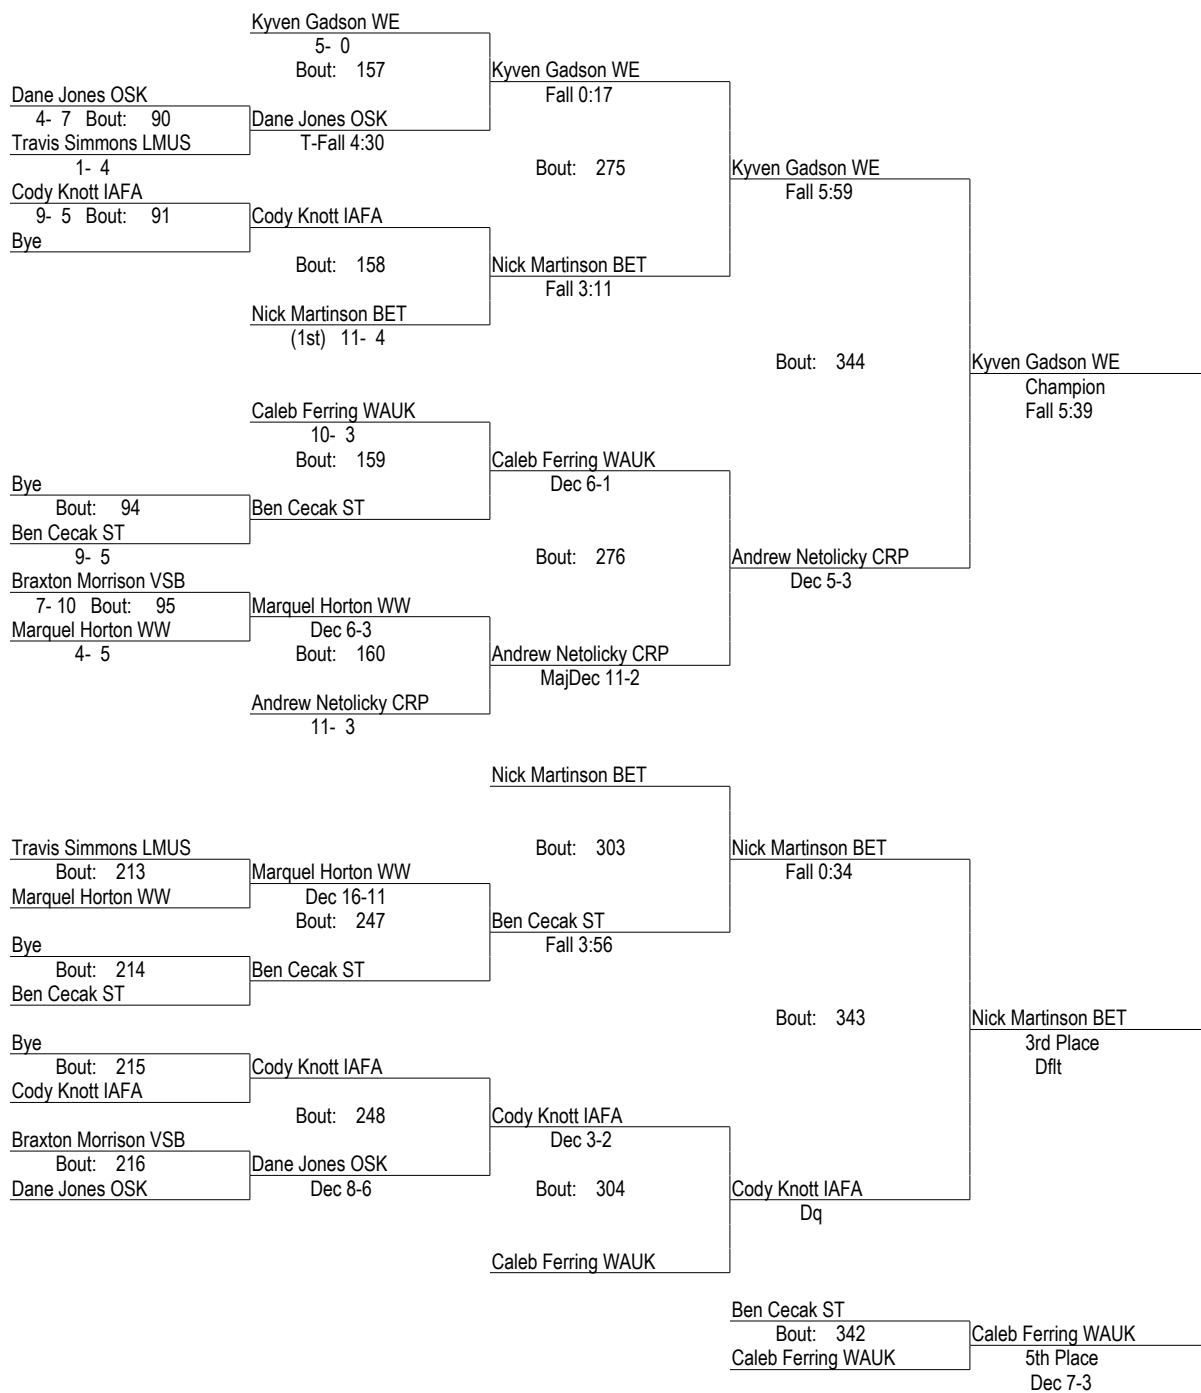 Kyven Gadson WE
5- 0
Bout: 157
Kyven Gadson WE
Fall 0:17
Dane Jones OSK
4- 7 Bout: 90
Dane Jones OSK
T-Fall 4:30
Travis Simmons LMUS
1- 4
Bout: 275
Kyven Gadson WE
Fall 5:59
Cody Knott IAFA
9- 5 Bout: 91
Cody Knott IAFA
Bye
Bout: 158
Nick Martinson BET
Fall 3:11
Nick Martinson BET
(1st) 11- 4
Bout: 344
Kyven Gadson WE
Champion
Fall 5:39
Caleb Ferring WAUK
10- 3
Bout: 159
Caleb Ferring WAUK
Dec 6-1
Bye
Bout: 94
Ben Cecak ST
Ben Cecak ST
9- 5
Bout: 276
Andrew Netolicky CRP
Dec 5-3
Braxton Morrison VSB
7- 10 Bout: 95
Marquel Horton WW
Dec 6-3
Marquel Horton WW
4- 5
Bout: 160
Andrew Netolicky CRP
MajDec 11-2
Andrew Netolicky CRP
11- 3
Nick Martinson BET
Travis Simmons LMUS
Bout: 213
Marquel Horton WW
Bout: 303
Nick Martinson BET
Fall 0:34
Marquel Horton WW
Dec 16-11
Bout: 247
Ben Cecak ST
Fall 3:56
Bye
Bout: 214
Ben Cecak ST
Ben Cecak ST
Bout: 343
Nick Martinson BET
3rd Place
Dflt
Bye
Bout: 215
Cody Knott IAFA
Cody Knott IAFA
Bout: 248
Cody Knott IAFA
Dec 3-2
Braxton Morrison VSB
Bout: 216
Dane Jones OSK
Dane Jones OSK
Dec 8-6
Bout: 304
Cody Knott IAFA
Dq
Caleb Ferring WAUK
Ben Cecak ST
Bout: 342
Caleb Ferring WAUK
Caleb Ferring WAUK
5th Place
Dec 7-3